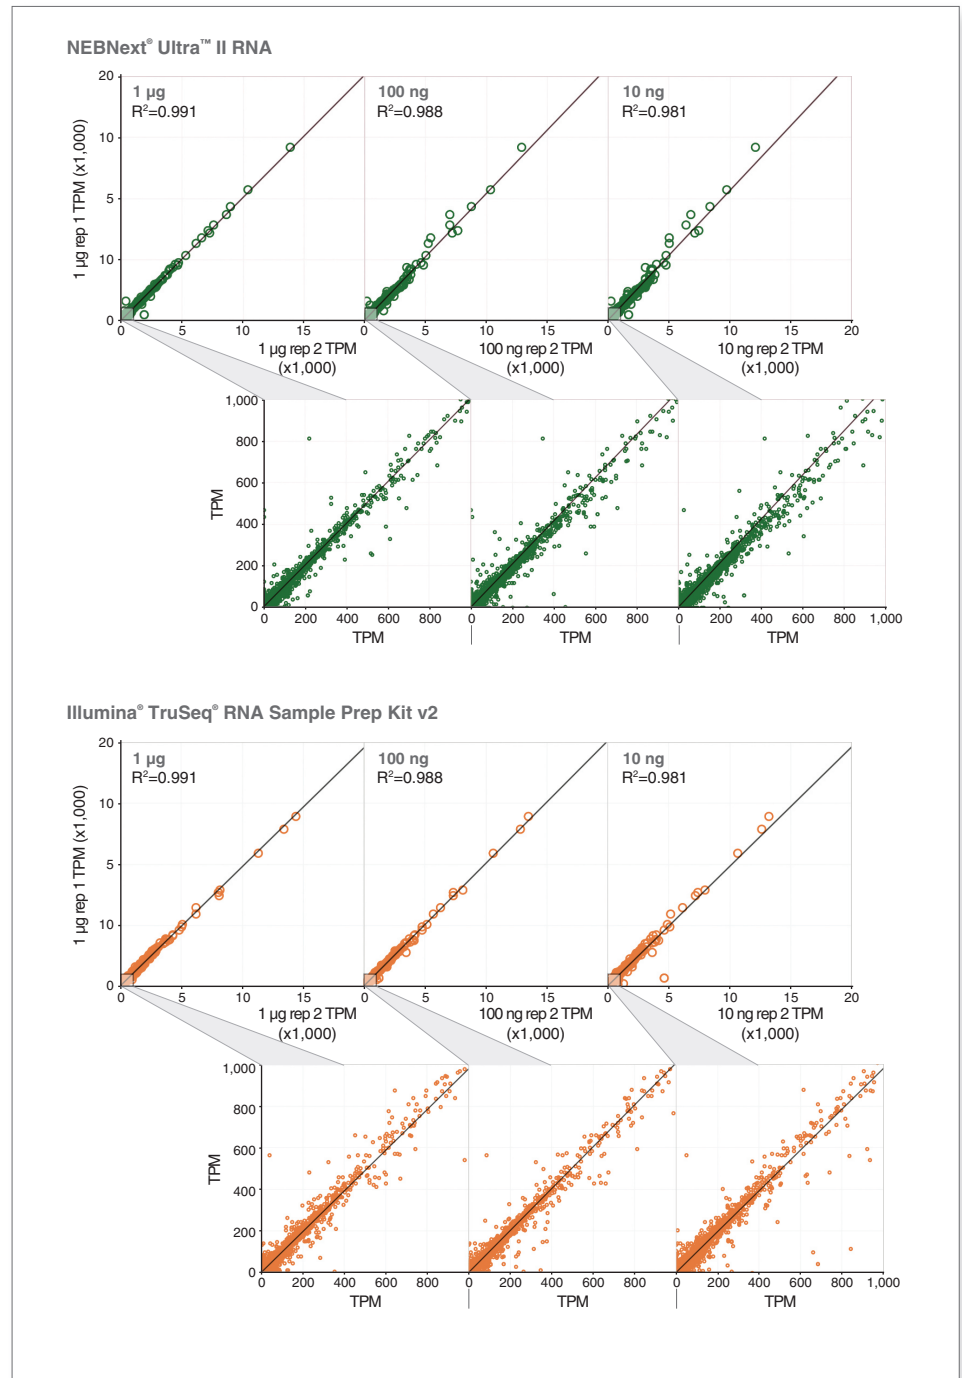 NEBNext® Ultra™ II RNA
20
10
5
10
0
1 µg rep 1 TPM (x1,000)
1 µg
R²=0.991
100 ng
R²=0.988
10 ng
R²=0.981
0 5 10 15 0 5 10 15 0 5 10 15 20
1 µg rep 2 TPM
(x1,000)
100 ng rep 2 TPM
(x1,000)
10 ng rep 2 TPM
(x1,000)
1,000
800
600
400
200
0
TPM
0 200 400 600 800 0 200 400 600 800 0 200 400 600 800 1,000
TPM TPM TPM
Illumina® TruSeq® RNA Sample Prep Kit v2
20
10
5
10
0
1 µg rep 1 TPM (x1,000)
1 µg
R²=0.991
100 ng
R²=0.988
10 ng
R²=0.981
0 5 10 15 0 5 10 15 0 5 10 15 20
1 µg rep 2 TPM
(x1,000)
100 ng rep 2 TPM
(x1,000)
10 ng rep 2 TPM
(x1,000)
1,000
800
600
400
200
0
TPM
0 200 400 600 800 0 200 400 600 800 0 200 400 600 800 1,000
TPM TPM TPM